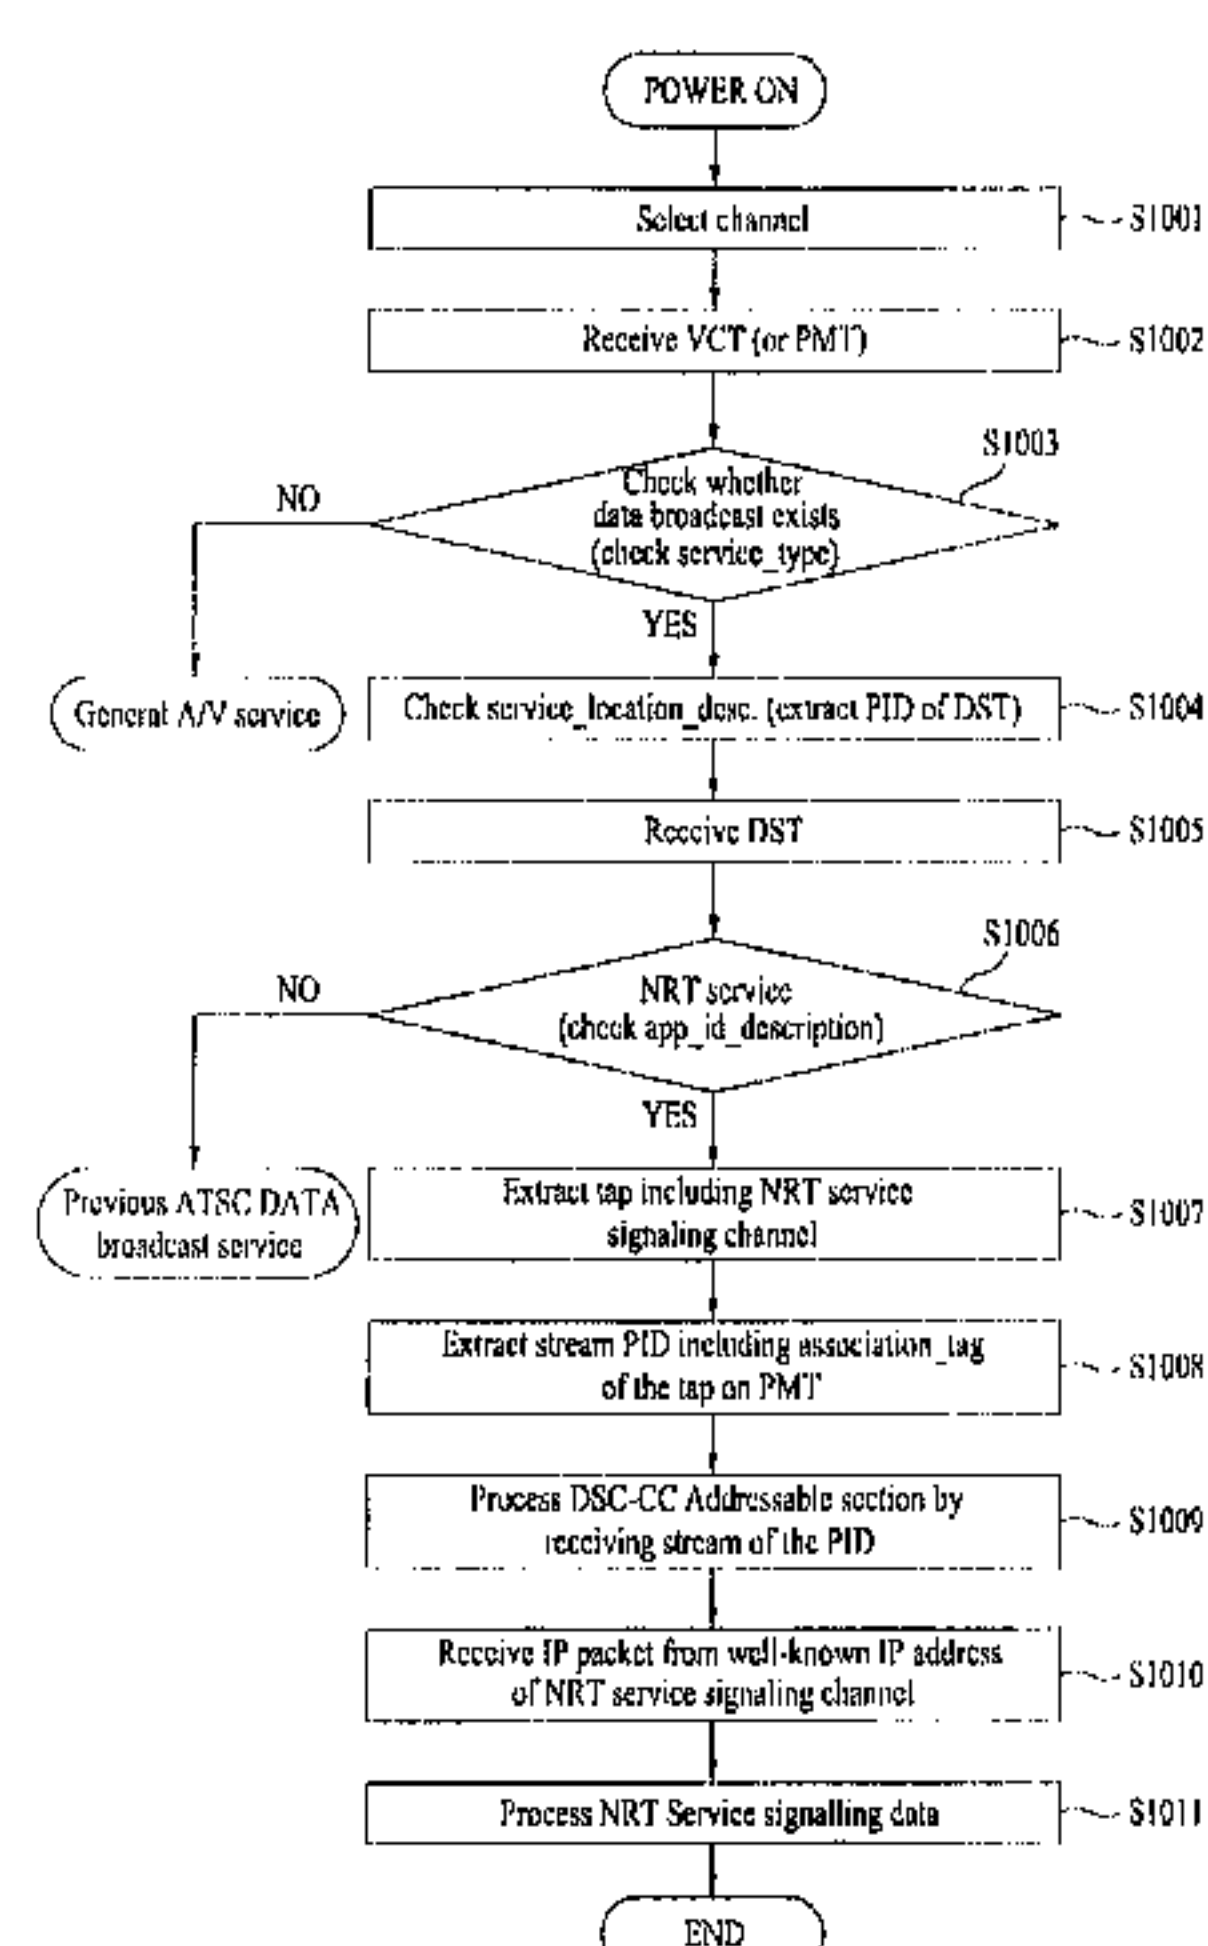 POWER ON
Select channel
S1001
Receive VCT (or PMT)
S1002
S1003
Check whether
data broadcast exists
(check service_type)
NO
YES
General A/V service
Check service_location_desc. (extract PID of DST)
S1004
Receive DST
S1005
S1006
NRT service
(check app_id_description)
NO
YES
Previous ATSC DATA
broadcast service
Extract tap including NRT service
signaling channel
S1007
Extract stream PID including association_tag
of the tap on PMT
S1008
Process DSC-CC Addressable section by
receiving stream of the PID
S1009
Receive IP packet from well-known IP address
of NRT service signaling channel
S1010
Process NRT Service signalling data
S1011
END